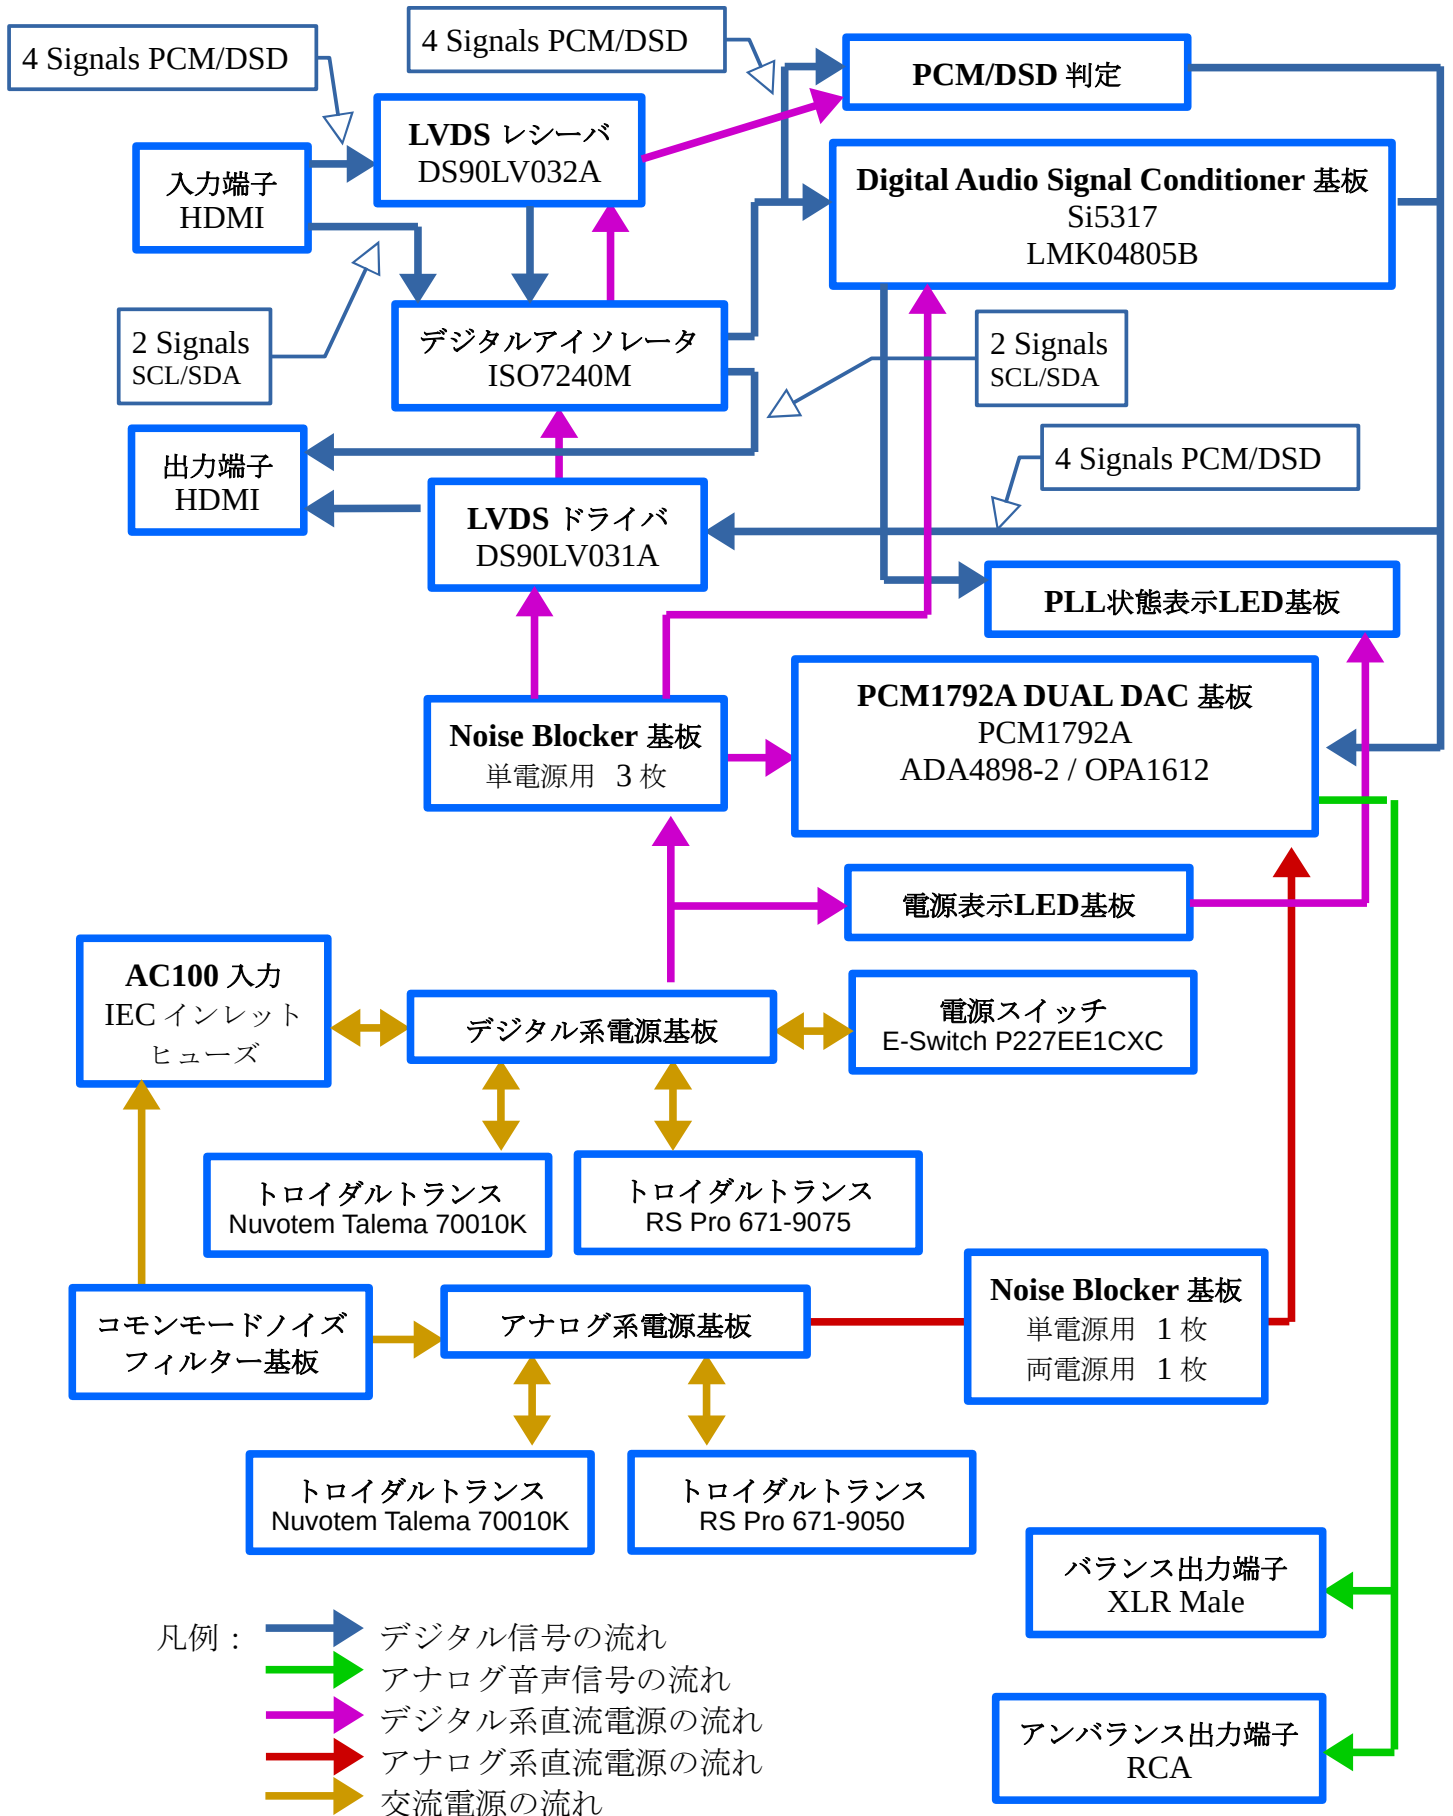 4 Signals PCM/DSD
4 Signals PCM/DSD
PCM/DSD 判定
LVDS レシーバ
DS90LV032A
入力端子
HDMI
Digital Audio Signal Conditioner 基板
Si5317
LMK04805B
2 Signals
SCL/SDA
デジタルアイソレータ
ISO7240M
2 Signals
SCL/SDA
出力端子
HDMI
4 Signals PCM/DSD
LVDS ドライバ
DS90LV031A
PLL状態表示LED基板
Noise Blocker 基板
単電源用 3 枚
PCM1792A DUAL DAC 基板
PCM1792A
ADA4898-2 / OPA1612
電源表示LED基板
AC100 入力
IEC インレット
ヒューズ
デジタル系電源基板
電源スイッチ
E-Switch P227EE1CXC
トロイダルトランス
Nuvotem Talema 70010K
トロイダルトランス
RS Pro 671-9075
コモンモードノイズ
フィルター基板
アナログ系電源基板
Noise Blocker 基板
単電源用 1 枚
両電源用 1 枚
トロイダルトランス
Nuvotem Talema 70010K
トロイダルトランス
RS Pro 671-9050
バランス出力端子
XLR Male
アンバランス出力端子
RCA
凡例：
デジタル信号の流れ
アナログ音声信号の流れ
デジタル系直流電源の流れ
アナログ系直流電源の流れ
交流電源の流れ